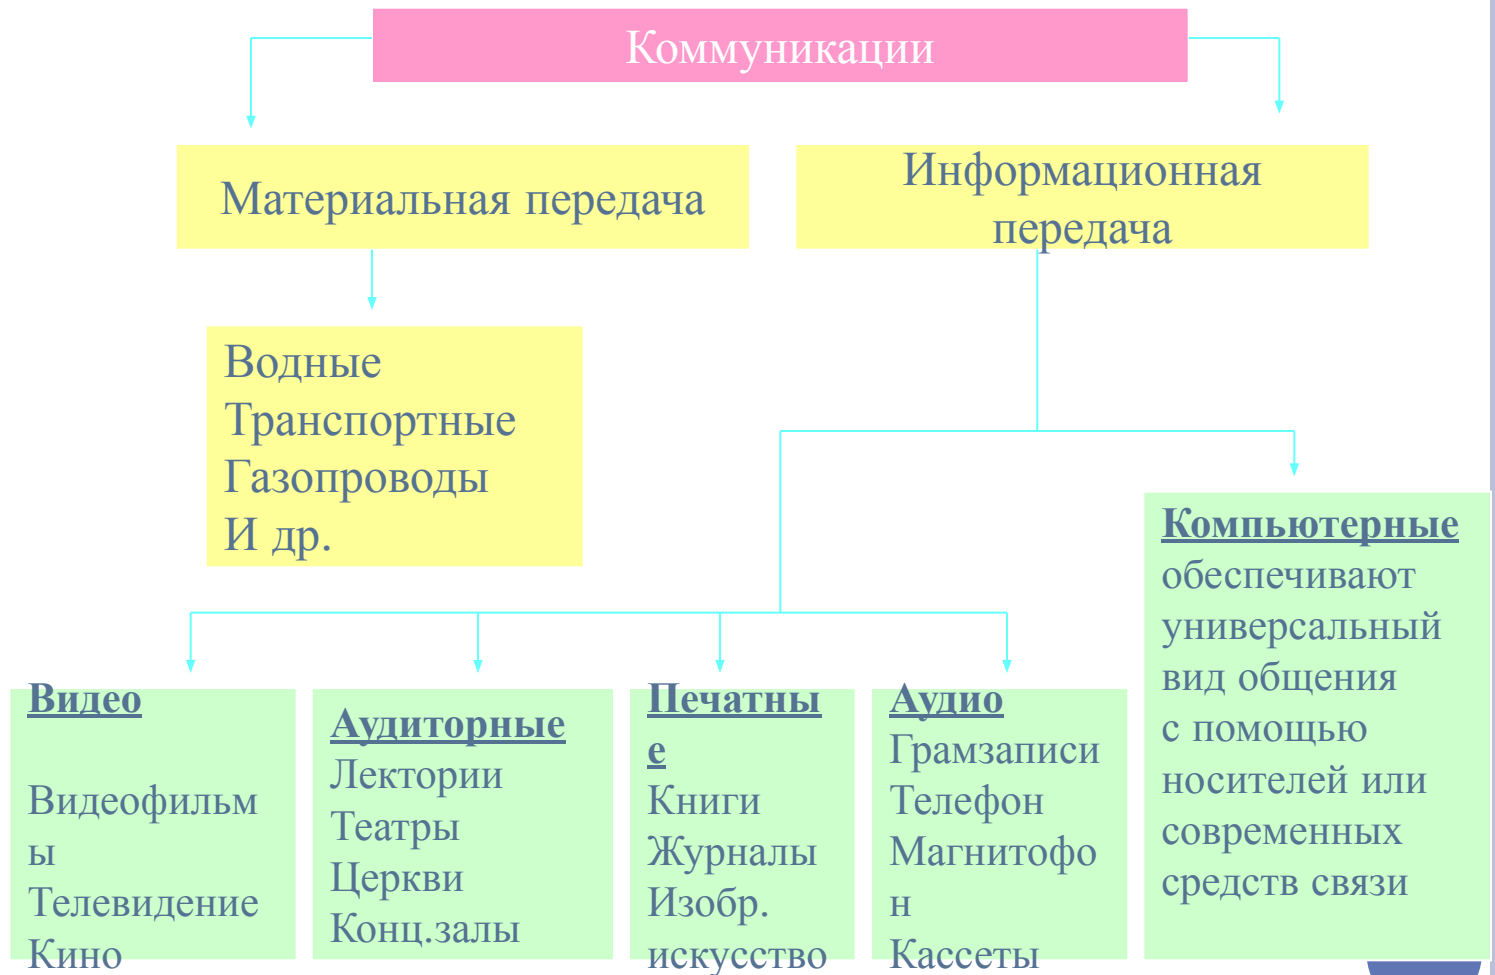 Коммуникации
Материальная передача
Информационная
передача
Водные
Транспортные
Газопроводы
И др.
Компьютерные
обеспечивают
универсальный
вид общения
с помощью
носителей или
современных
средств связи
Видео
Видеофильм
ы
Телевидение
Кино
Аудиторные
Лектории
Театры
Церкви
Конц.залы
Печатны
е
Книги
Журналы
Изобр.
искусство
Аудио
Грамзаписи
Телефон
Магнитофо
н
Кассеты